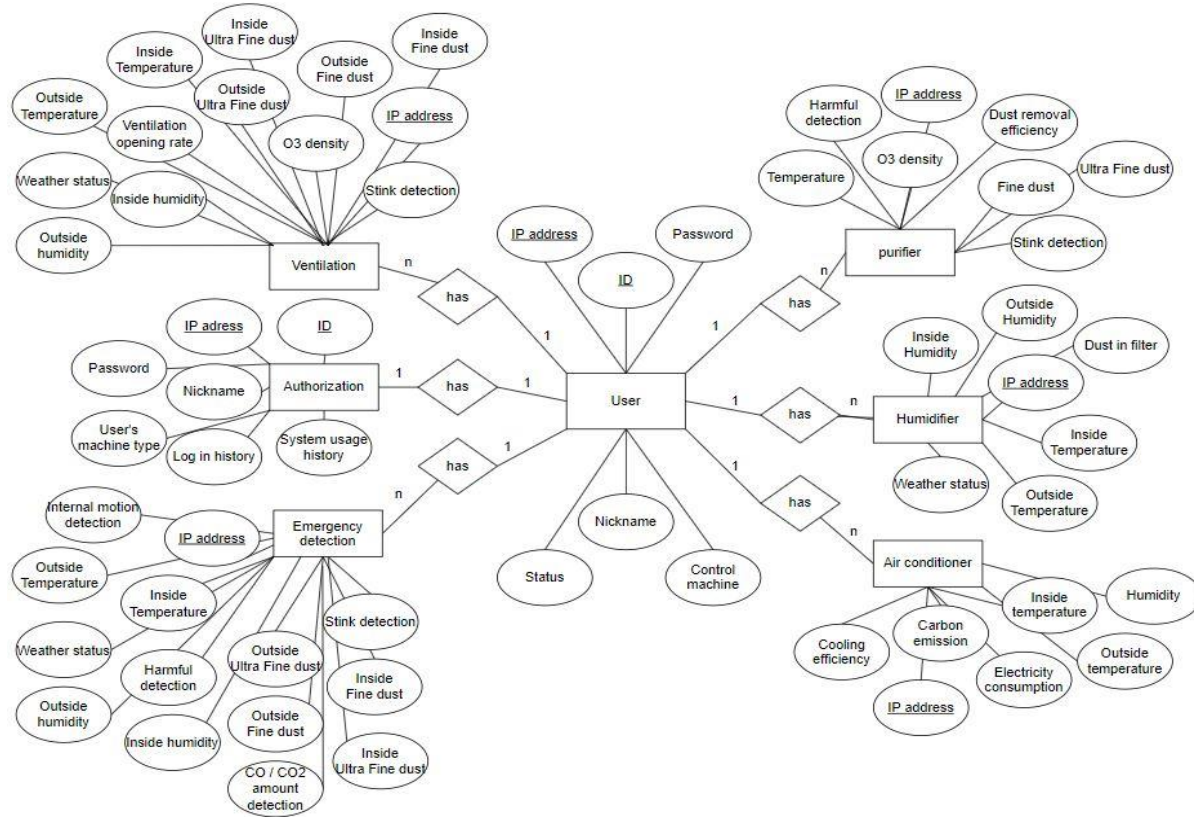 Inside
Ultra Fine dust
Inside
Fine dust
Inside
Temperature
Outside
Fine dust
Outside
Temperature
Outside
Ultra Fine dust
IP address
Ventilation
opening rate
O3 density
Weather status
Inside humidity
Stink detection
Outside
humidity
Ventilation
n
has
1
IP adress
ID
Password
Nickname
Authorization
User's
machine type
Log in history
System usage
history
1
has
1
Internal motion
detection
IP address
Emergency
detection
n
has
1
Outside
Temperature
Inside
Temperature
Stink detection
Weather status
Harmful
detection
Outside
Ultra Fine dust
Inside
Fine dust
Outside
humidity
Inside humidity
Outside
Fine dust
Inside
Ultra Fine dust
CO / CO2
amount
detection
IP address
ID
Password
User
Status
Nickname
Control
machine
Harmful
detection
IP address
Dust removal
efficiency
Temperature
O3 density
Fine dust
Ultra Fine dust
Stink detection
purifier
n
has
1
Inside
Humidity
Outside
Humidity
Dust in filter
IP address
Humidifier
Inside
Temperature
Weather status
Outside
Temperature
1
has
n
1
has
n
Air conditioner
Inside
temperature
Humidity
Cooling
efficiency
Carbon
emission
Outside
temperature
Electricity
consumption
IP address